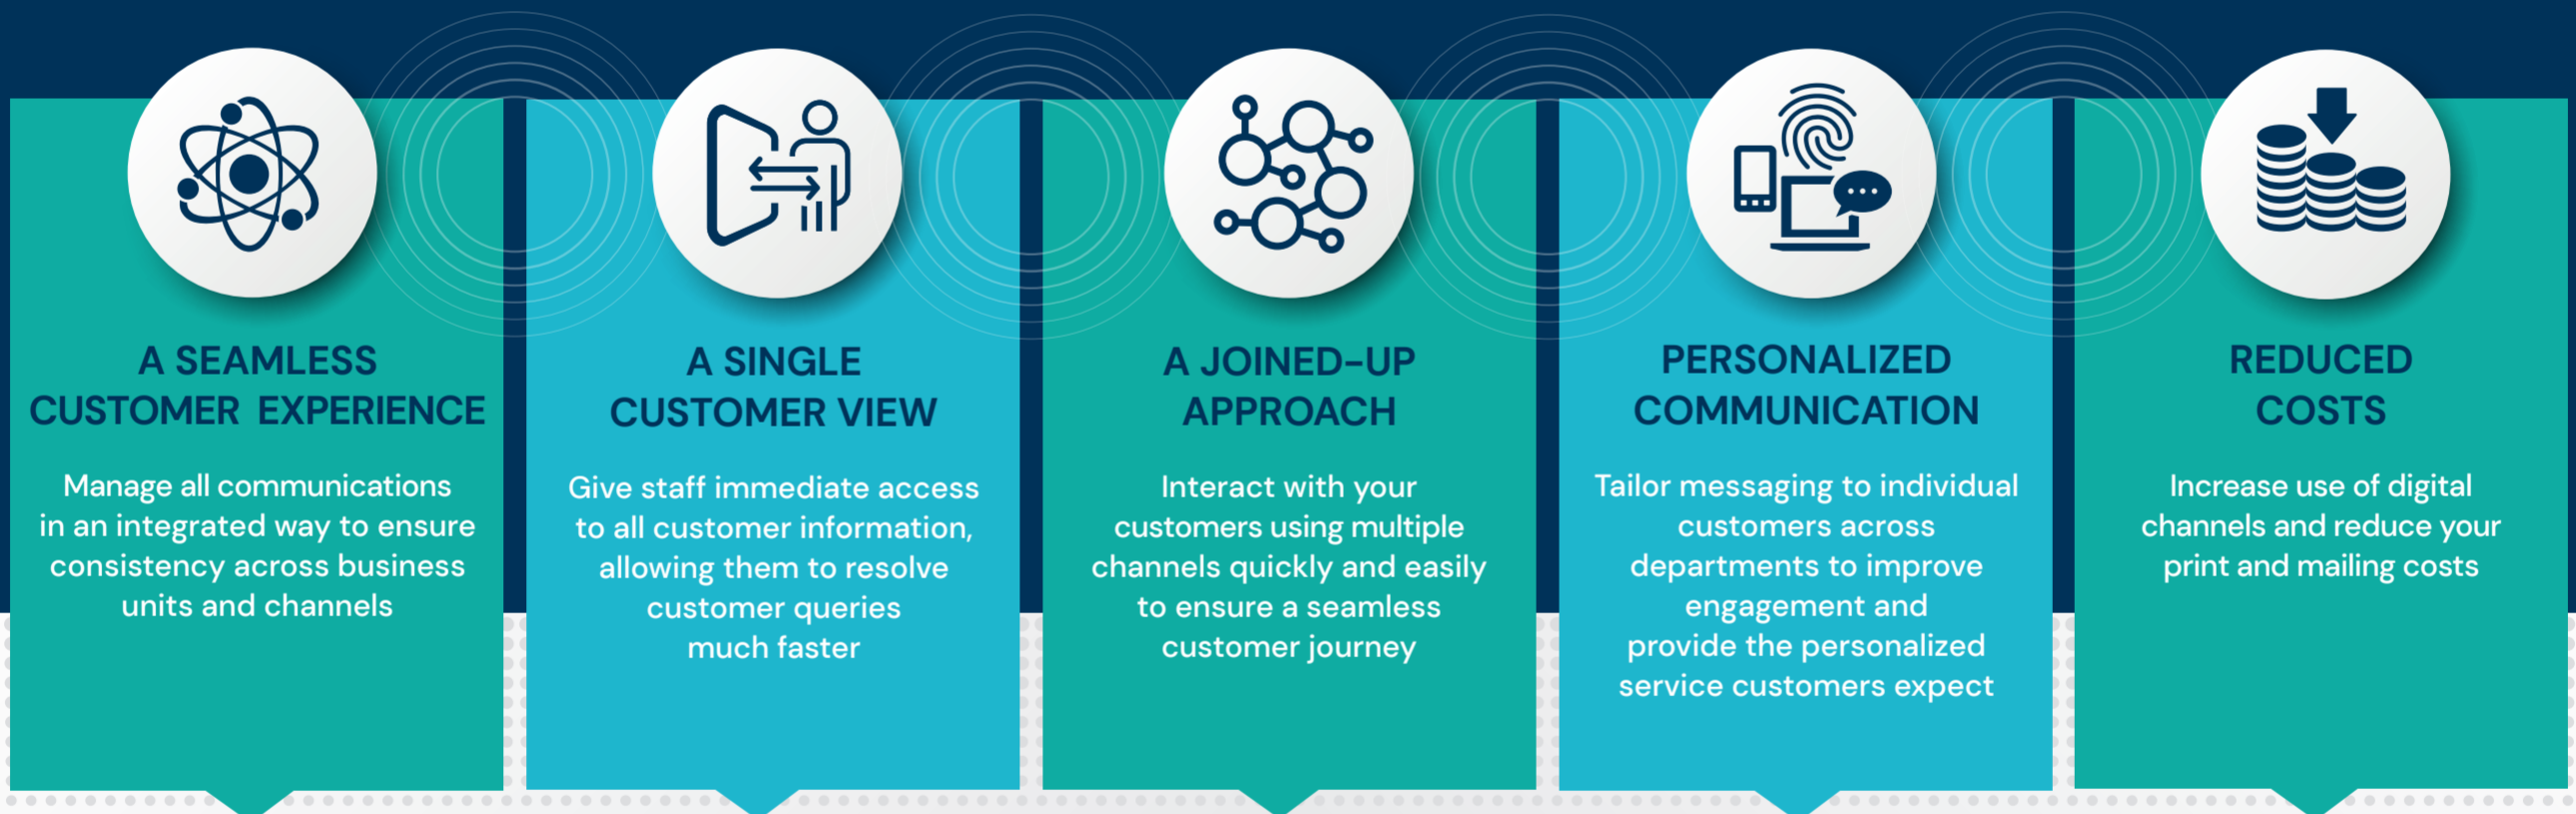 A SEAMLESS
CUSTOMER EXPERIENCE
Manage all communications
in an integrated way to ensure
consistency across business
units and channels
A SINGLE
CUSTOMER VIEW
Give staff immediate access
to all customer information,
allowing them to resolve
customer queries
much faster
A JOINED-UP
APPROACH
Interact with your
customers using multiple
channels quickly and easily
to ensure a seamless
customer journey
PERSONALIZED
COMMUNICATION
Tailor messaging to individual
customers across
departments to improve
engagement and
provide the personalized
service customers expect
REDUCED
COSTS
Increase use of digital
channels and reduce your
print and mailing costs